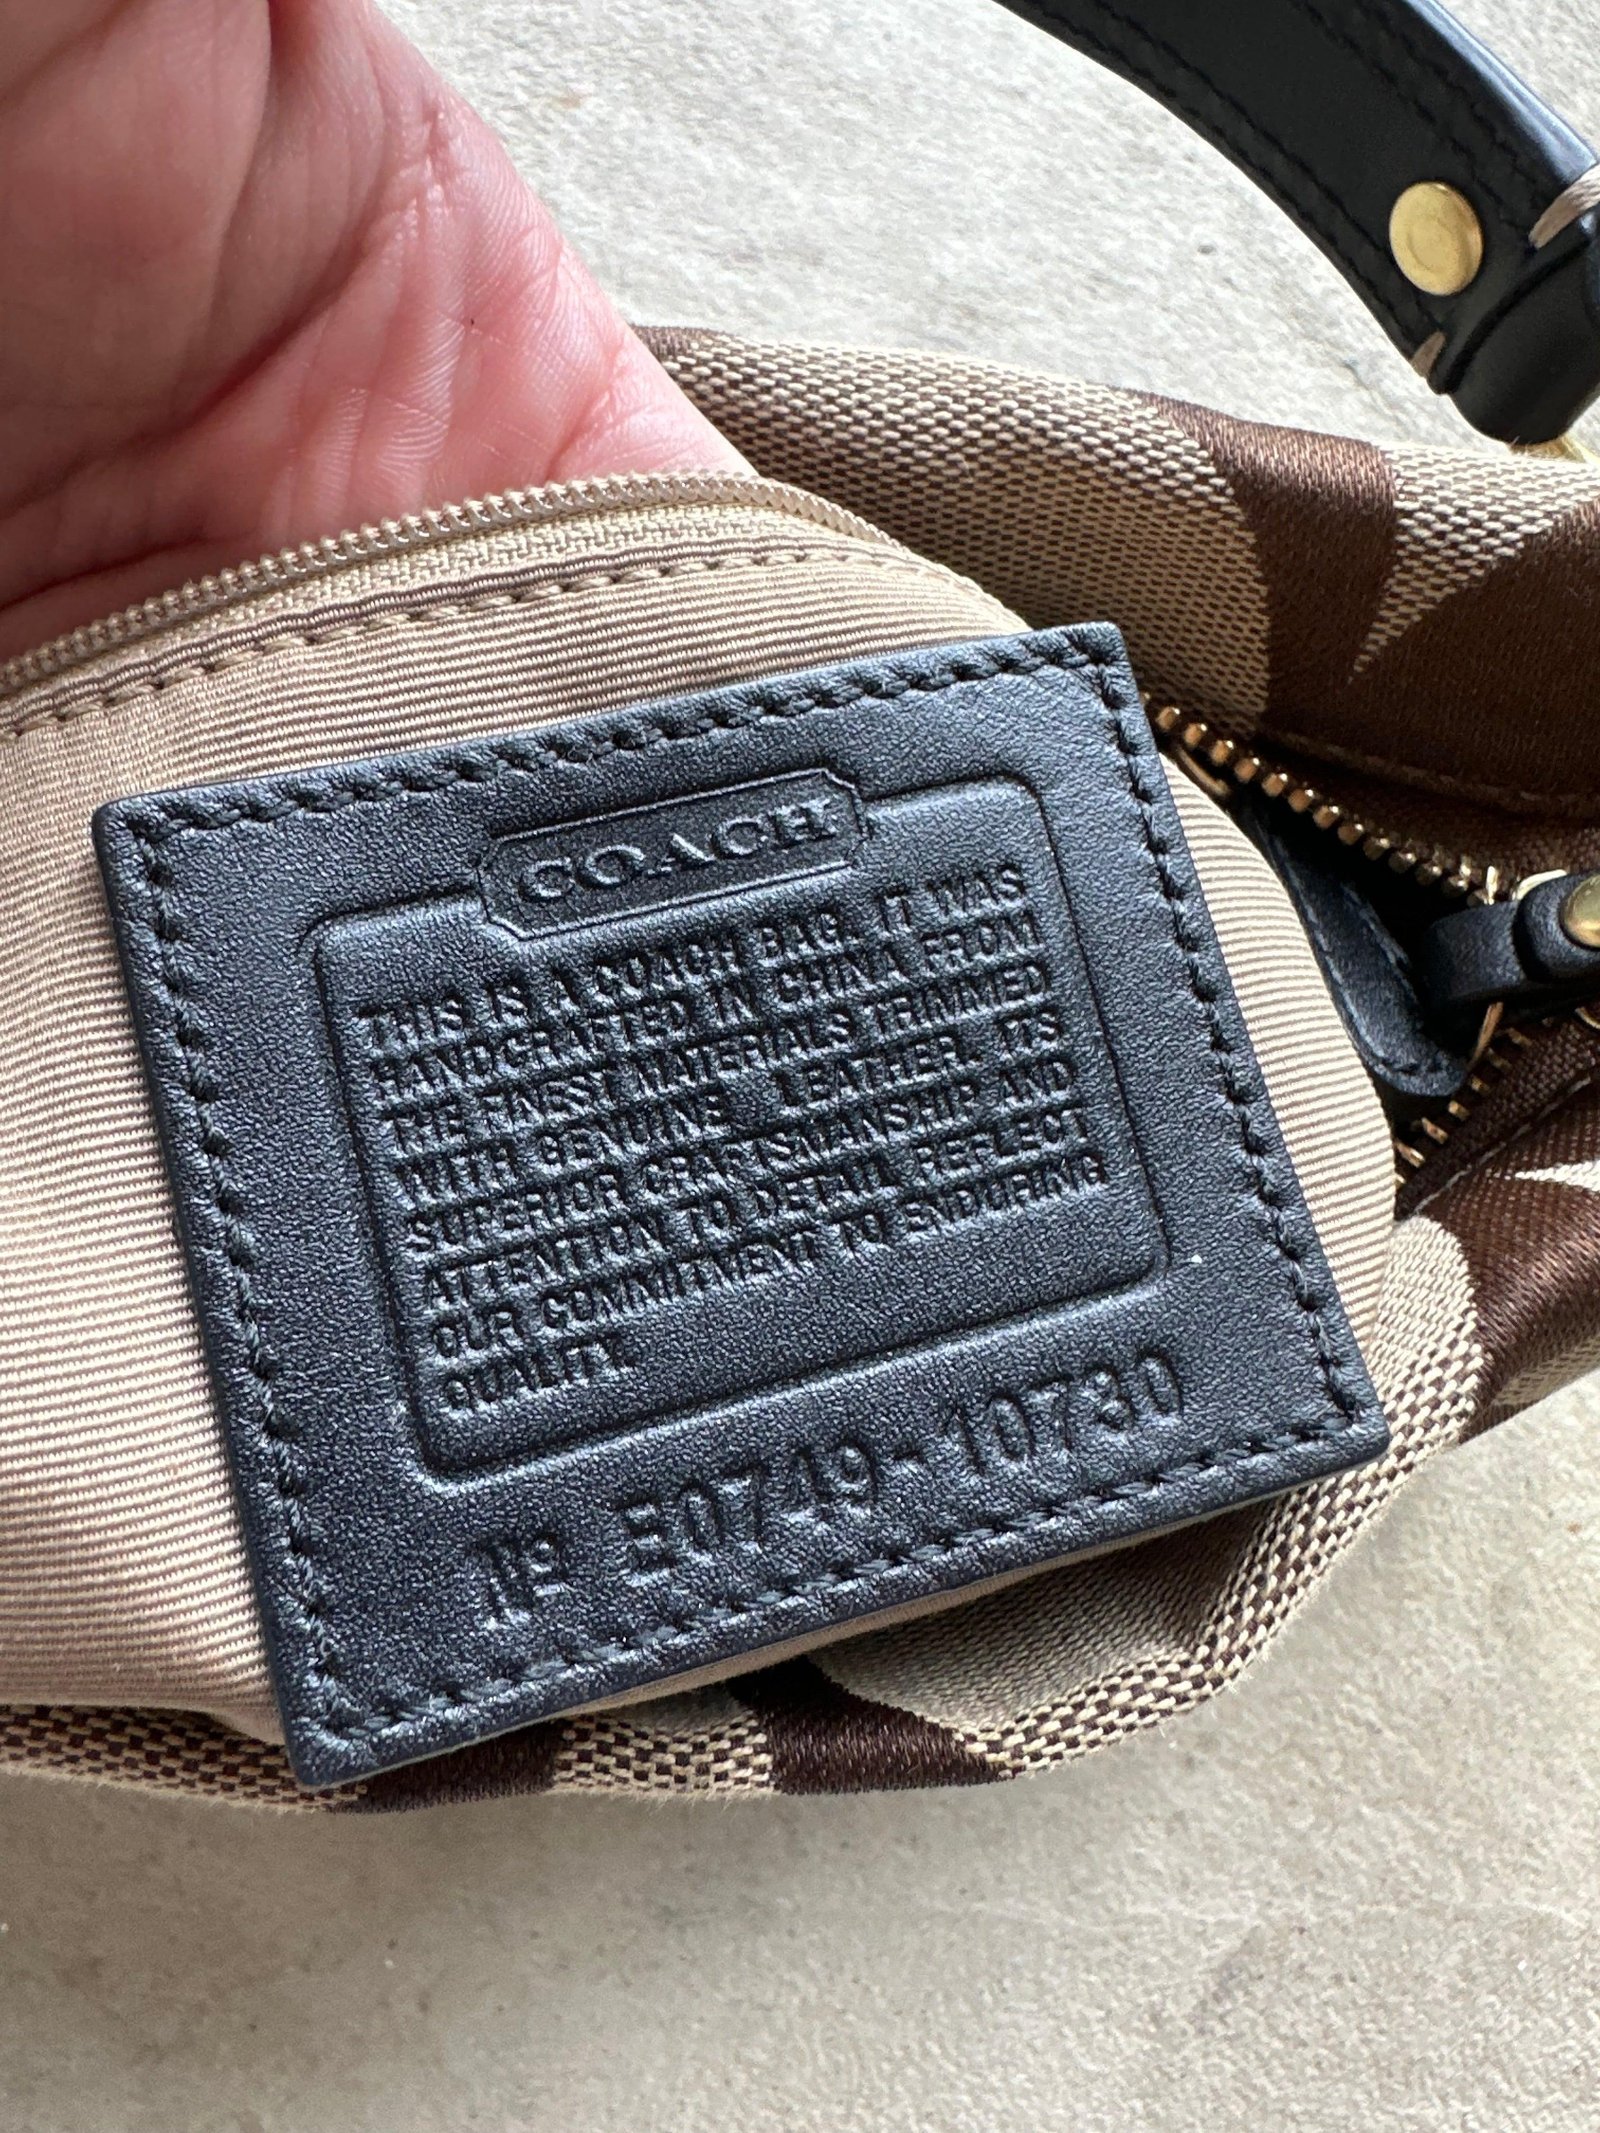 COACH
THIS IS A COACH BAG. IT WAS
HANDCRAFTED IN CHINA FROM
THE FINEST MATERIALS TRIMMED
WITH GENUINE LEATHER. ITS
SUPERIOR CRAFTSMANSHIP AND
ATTENTION TO DETAIL REFLECT
OUR COMMITMENT TO ENDURING
QUALITY.
Nº E0749-10730